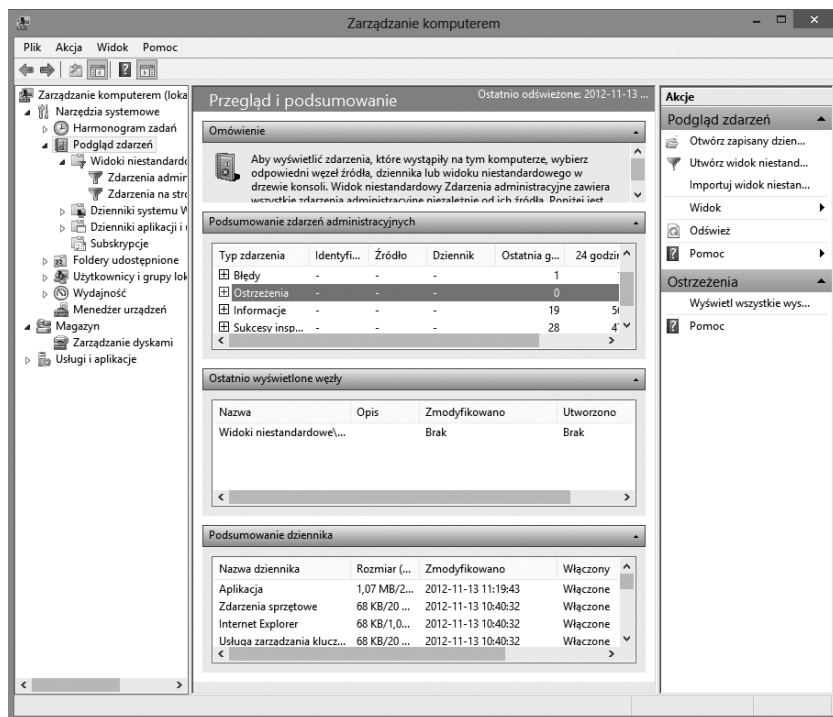 Zarządzanie komputerem
Plik Akcja Widok Pomoc
Zarządzanie komputerem (loka
Narzędzia systemowe
Harmonogram zadań
Podgląd zdarzeń
Widoki niestandardo
Zdarzenia admin
Zdarzenia na stro
Dzienniki systemu W
Dzienniki aplikacji i u
Subskrypcje
Foldery udostępnione
Użytkownicy i grupy lok
Wydajność
Menedżer urządzeń
Magazyn
Zarządzanie dyskami
Usługi i aplikacje
Przegląd i podsumowanie Ostatnio odświeżone: 2012-11-13 ...
Omówienie
Aby wyświetlić zdarzenia, które wystąpiły na tym komputerze, wybierz
odpowiedni węzeł źródła, dziennika lub widoku niestandardowego w
drzewie konsoli. Widok niestandardowy Zdarzenia administracyjne zawiera
wszystkie zdarzenia administracyjne niezależnie od ich źródła. Poniżej jest
Podsumowanie zdarzeń administracyjnych
Typ zdarzenia Identyfi... Źródło Dziennik Ostatnia g... 24 godzin
Błędy - - - 1
Ostrzeżenia - - - 0
Informacje - - - 19
Sukcesy insp... - - - 28
Ostatnio wyświetlone węzły
Nazwa Opis Zmodyfikowano Utworzono
Widoki niestandardowe\... Brak Brak
Podsumowanie dziennika
Nazwa dziennika Rozmiar (... Zmodyfikowano Włączony
Aplikacja 1,07 MB/2... 2012-11-13 11:19:43 Włączone
Zdarzenia sprzętowe 68 KB/20 ... 2012-11-13 10:40:32 Włączone
Internet Explorer 68 KB/1,0... 2012-11-13 10:40:32 Włączone
Usługa zarządzania klucz... 68 KB/20 ... 2012-11-13 10:40:32 Włączone
Akcje
Podgląd zdarzeń
Otwórz zapisany dzien...
Utwórz widok niestand...
Importuj widok niestan...
Widok
Odśwież
Pomoc
Ostrzeżenia
Wyświetl wszystkie wys...
Pomoc